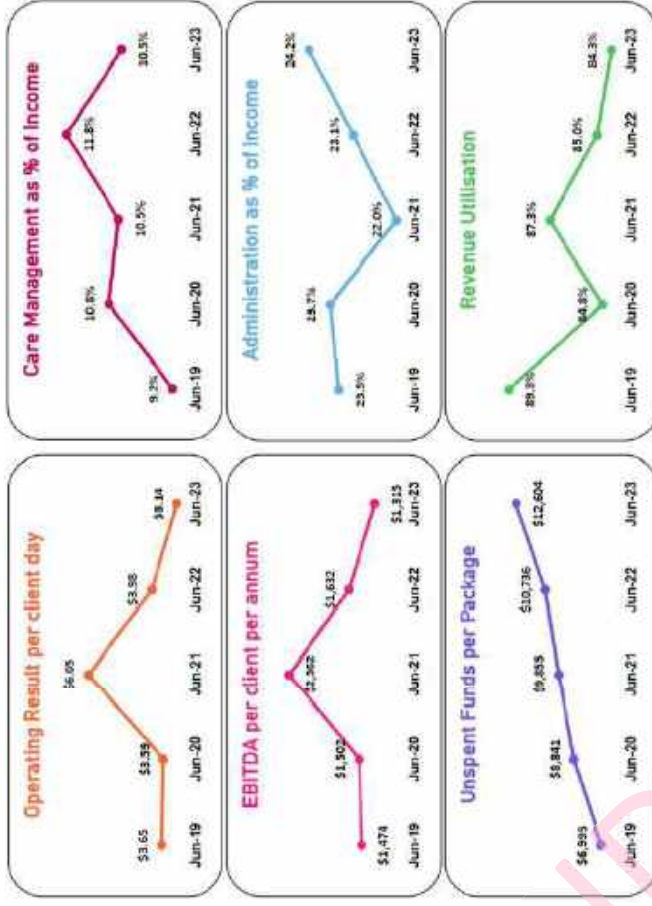 Operating Result per client day
$3.65
$3.59
$6.05
$3.98
$3.14
Jun-19 Jun-20 Jun-21 Jun-22 Jun-23
Care Management as % of Income
9.2%
10.8%
10.5%
11.8%
10.5%
Jun-19 Jun-20 Jun-21 Jun-22 Jun-23
EBITDA per client per annum
$1,474
$1,502
$2,362
$1,632
$1,315
Jun-19 Jun-20 Jun-21 Jun-22 Jun-23
Administration as % of Income
23.5%
23.7%
22.0%
23.1%
24.2%
Jun-19 Jun-20 Jun-21 Jun-22 Jun-23
Unspent Funds per Package
$6,995
$8,841
$9,855
$10,736
$12,604
Jun-19 Jun-20 Jun-21 Jun-22 Jun-23
Revenue Utilisation
89.3%
87.3%
85.0%
84.3%
Jun-19 Jun-20 Jun-21 Jun-22 Jun-23